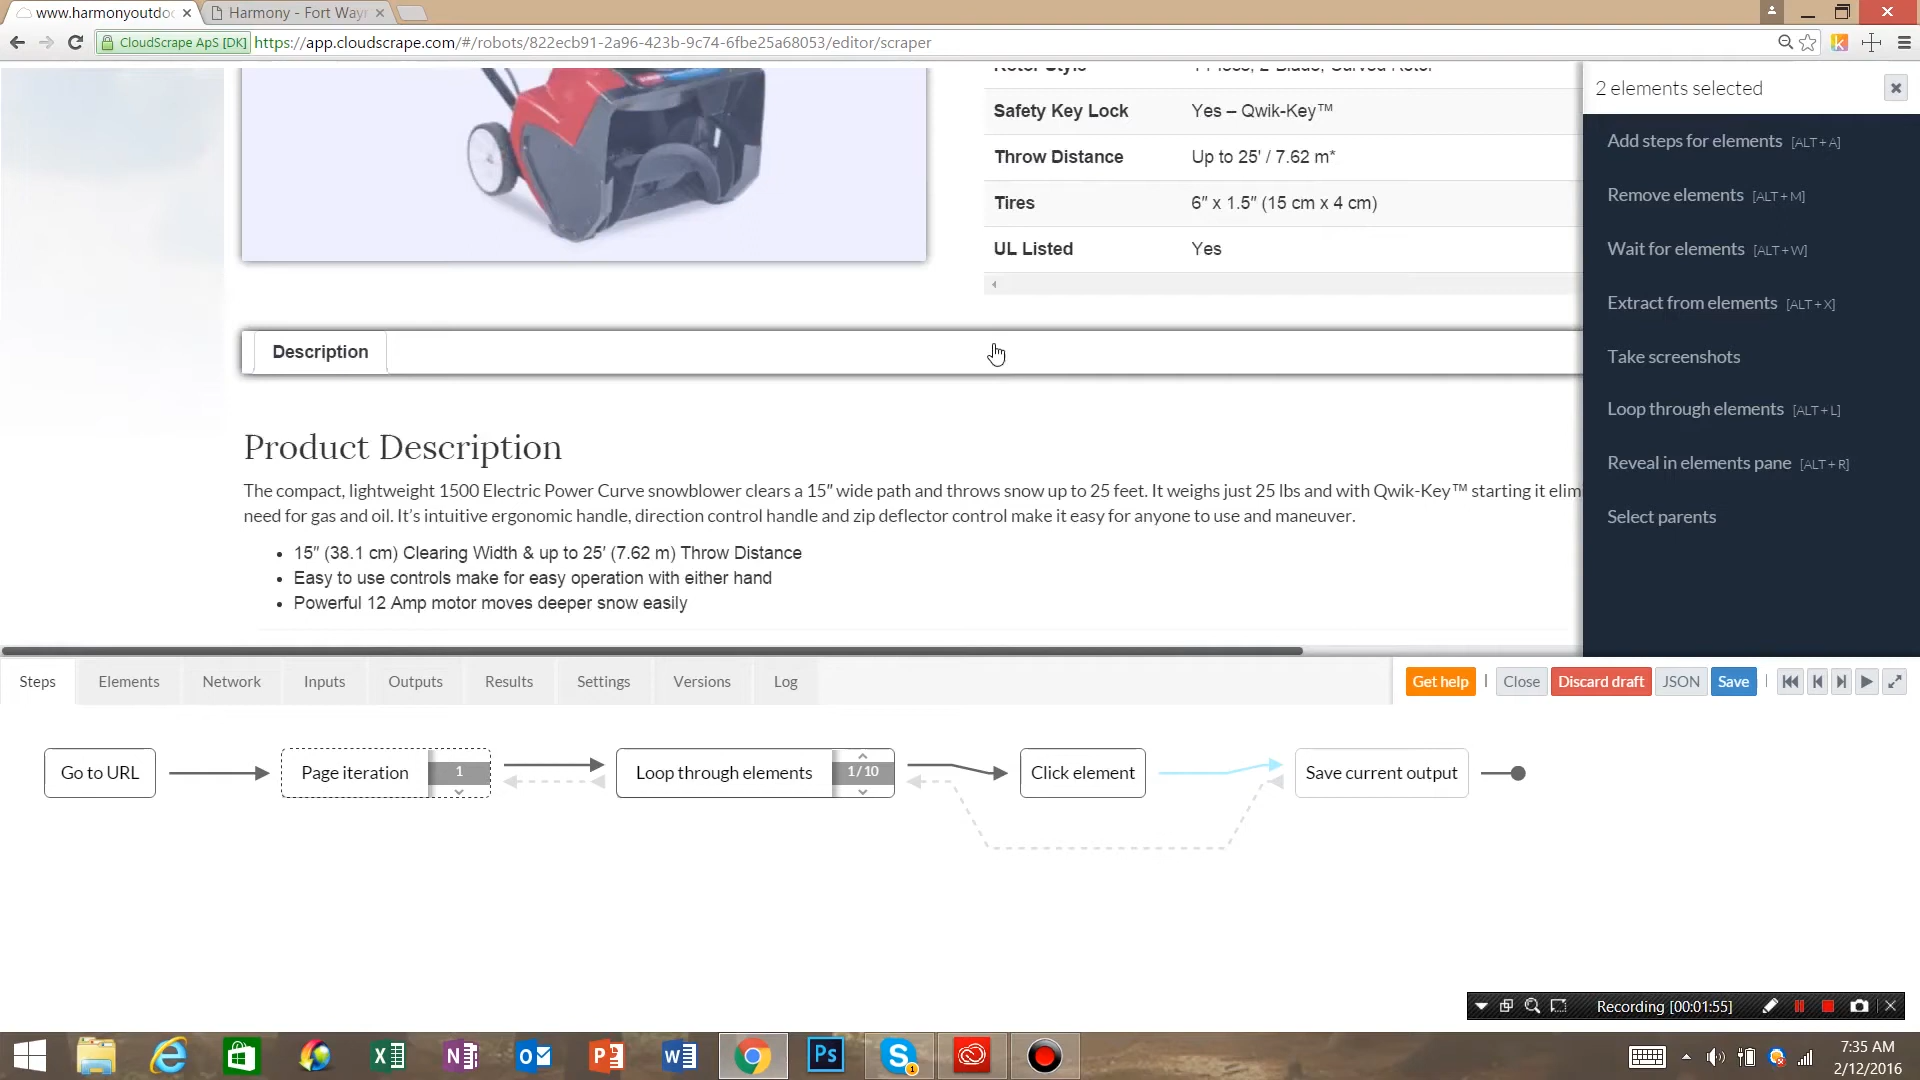 www.harmonyoutdo
Harmony - Fort Way
CloudScrape ApS [DK]
https://app.cloudscrape.com/#/robots/822ecb91-2a96-423b-9c74-6fbe25a68053/editor/scraper
2 elements selected
Safety Key Lock Yes – Qwik-Key™
Throw Distance Up to 25′ / 7.62 m*
Tires 6″ x 1.5″ (15 cm x 4 cm)
UL Listed Yes
Add steps for elements [ALT+A]
Remove elements [ALT+M]
Wait for elements [ALT+W]
Extract from elements [ALT+X]
Take screenshots
Loop through elements [ALT+L]
Reveal in elements pane [ALT+R]
Select parents
Description
Product Description
The compact, lightweight 1500 Electric Power Curve snowblower clears a 15″ wide path and throws snow up to 25 feet. It weighs just 25 lbs and with Qwik-Key™ starting it elimi
need for gas and oil. It's intuitive ergonomic handle, direction control handle and zip deflector control make it easy for anyone to use and maneuver.
• 15″ (38.1 cm) Clearing Width & up to 25′ (7.62 m) Throw Distance
• Easy to use controls make for easy operation with either hand
• Powerful 12 Amp motor moves deeper snow easily
Steps Elements Network Inputs Outputs Results Settings Versions Log
Get help | Close Discard draft JSON Save |
Go to URL
Page iteration 1
Loop through elements 1 / 10
Click element
Save current output
Recording [00:01:55]
7:35 AM
2/12/2016